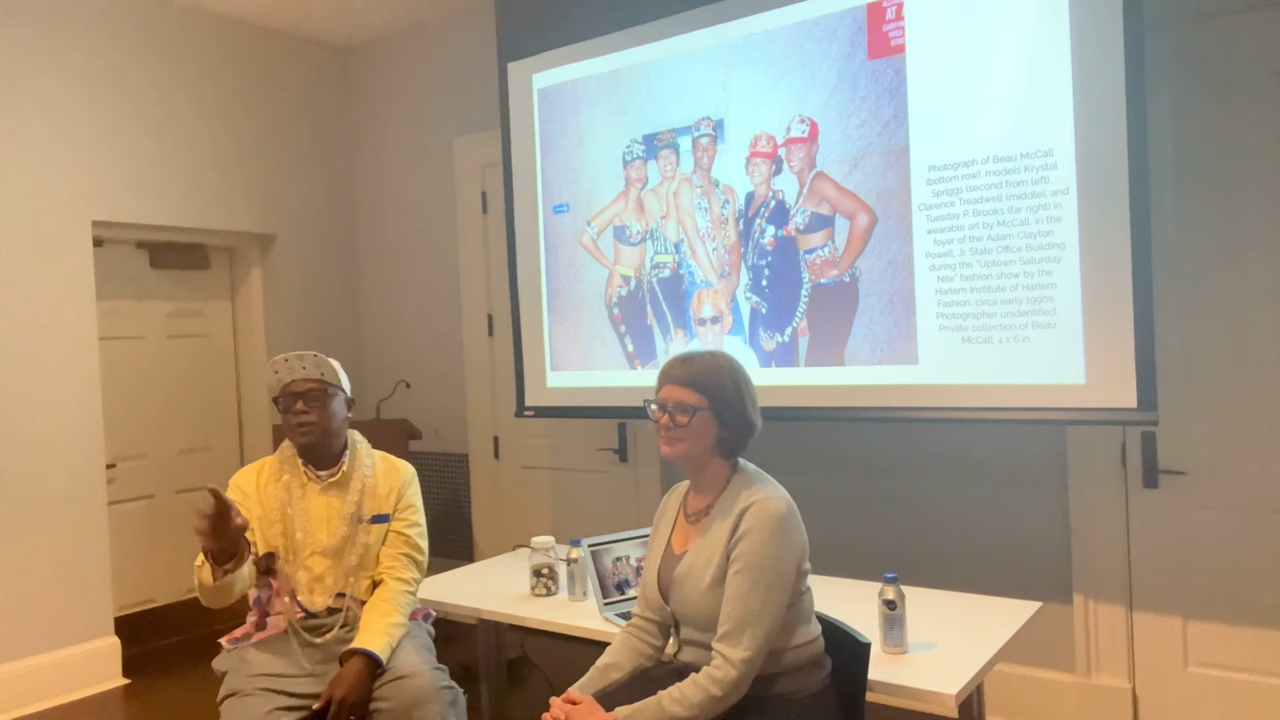 AT A
Photograph of Beau McCall
(bottom row), models Krystal
Spriggs (second from left),
Clarence Treadwell (middle), and
Tuesday P. Brooks (far right) in
wearable art by McCall, in the
foyer of the Adam Clayton
Powell, Jr. State Office Building
during the "Uptown Saturday
Nite" fashion show by the
Harlem Institute of Harlem
Fashion, circa early 1990s.
Photographer unidentified.
Private collection of Beau
McCall. 4 x 6 in.